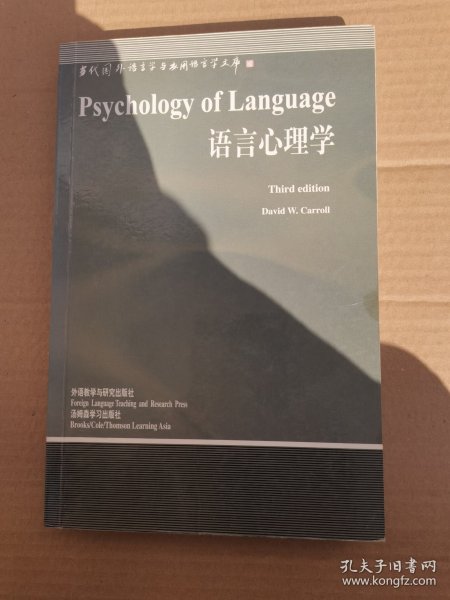 当代国外语言学与应用语言学文库
Psychology of Language
语言心理学
Third edition
David W. Carroll
外语教学与研究出版社
Foreign Language Teaching and Research Press
汤姆森学习出版社
Brooks/Cole/Thomson Learning Asia
孔夫子旧书网
www.kongfz.com